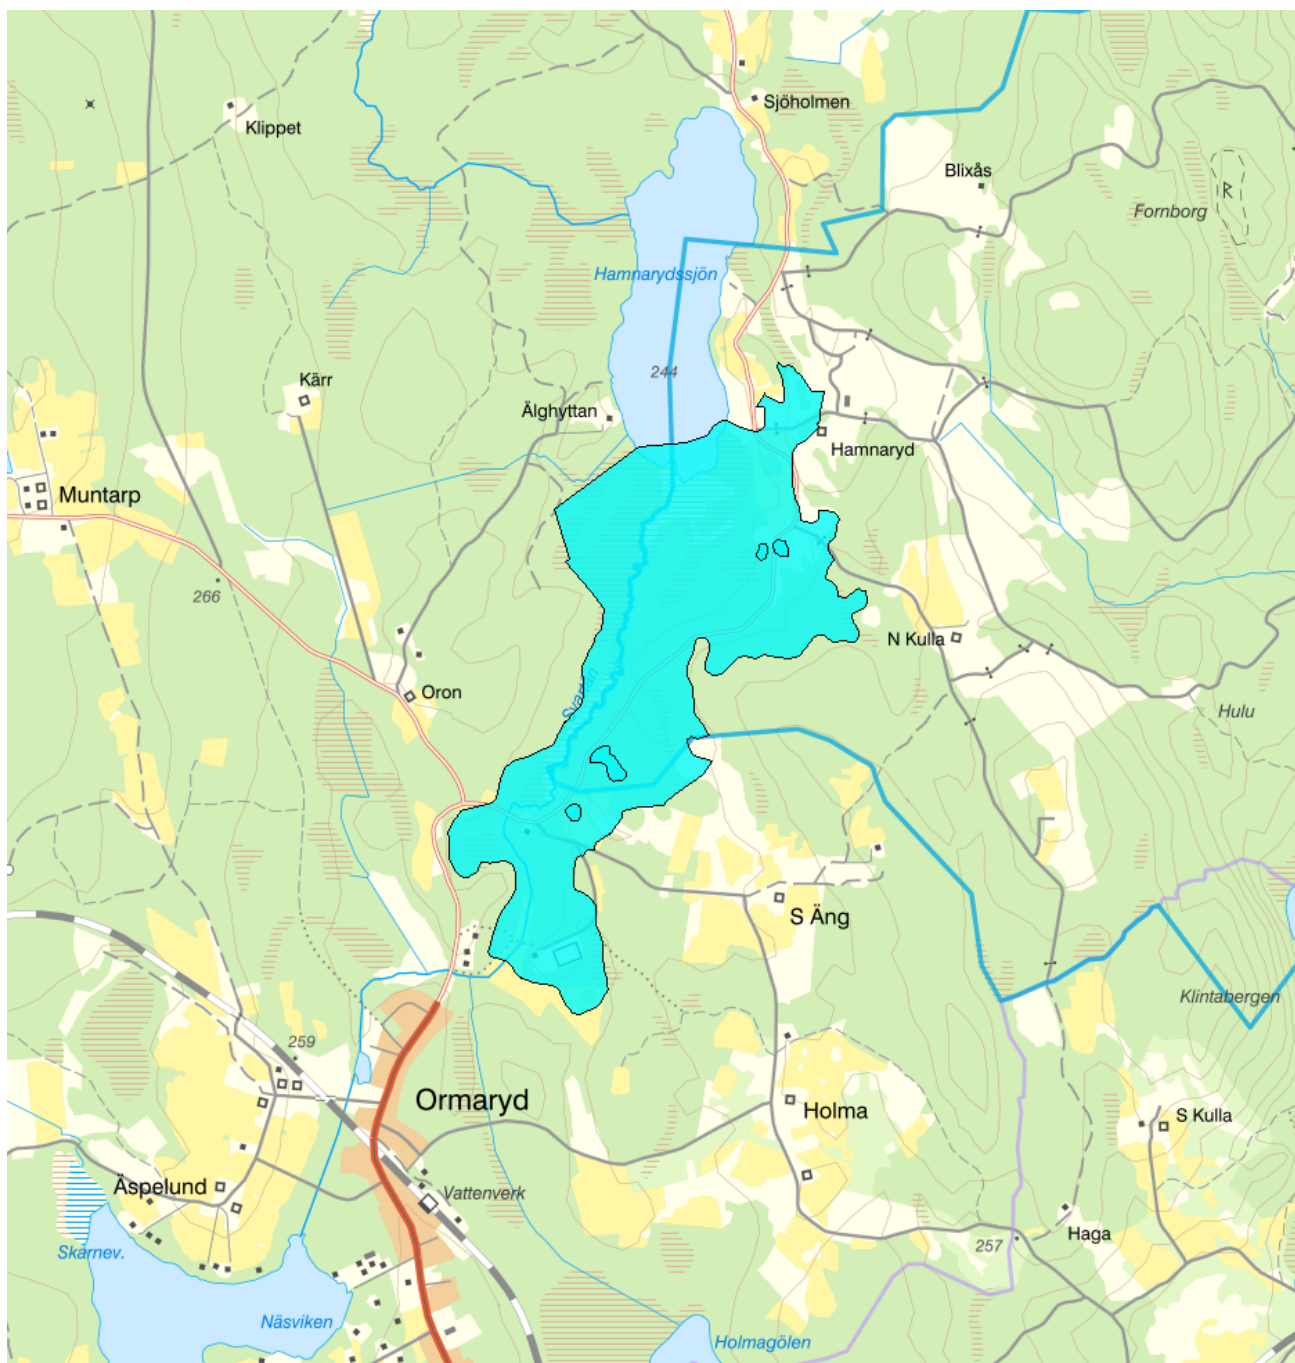 Sjöholmen
Klippet
Blixås
R
Fornborg
Hamnarydssjön
244
Kärr
Älghyttan
Hamnaryd
Muntarp
266
N Kulla
Svartån
Oron
Hulu
S Äng
Klintabergen
259
Ormaryd
Holma
S Kulla
Äspelund
Vattenverk
Haga
257
Skärnev.
Näsviken
Holmagölen